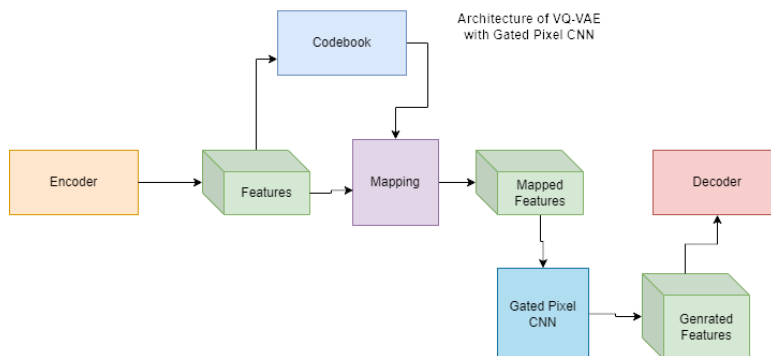 Architecture of VQ-VAE
with Gated Pixel CNN
Codebook
Encoder
Features
Mapping
Mapped
Features
Decoder
Gated Pixel
CNN
Genrated
Features